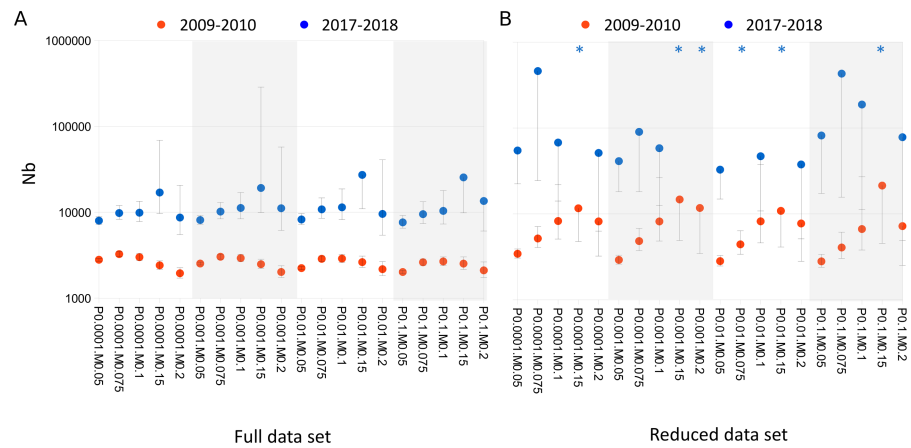 A
2009-2010
2017-2018
B
2009-2010
2017-2018
Nb
1000000
100000
10000
1000
*
*
*
*
*
*
P0.0001.M0.05
P0.0001.M0.075
P0.0001.M0.1
P0.0001.M0.15
P0.0001.M0.2
P0.001.M0.05
P0.001.M0.075
P0.001.M0.1
P0.001.M0.15
P0.001.M0.2
P0.01.M0.05
P0.01.M0.075
P0.01.M0.1
P0.01.M0.15
P0.01.M0.2
P0.1.M0.05
P0.1.M0.075
P0.1.M0.1
P0.1.M0.15
P0.1.M0.2
P0.0001.M0.05
P0.0001.M0.075
P0.0001.M0.1
P0.0001.M0.15
P0.0001.M0.2
P0.001.M0.05
P0.001.M0.075
P0.001.M0.1
P0.001.M0.15
P0.001.M0.2
P0.01.M0.05
P0.01.M0.075
P0.01.M0.1
P0.01.M0.15
P0.01.M0.2
P0.1.M0.05
P0.1.M0.075
P0.1.M0.1
P0.1.M0.15
P0.1.M0.2
Full data set
Reduced data set